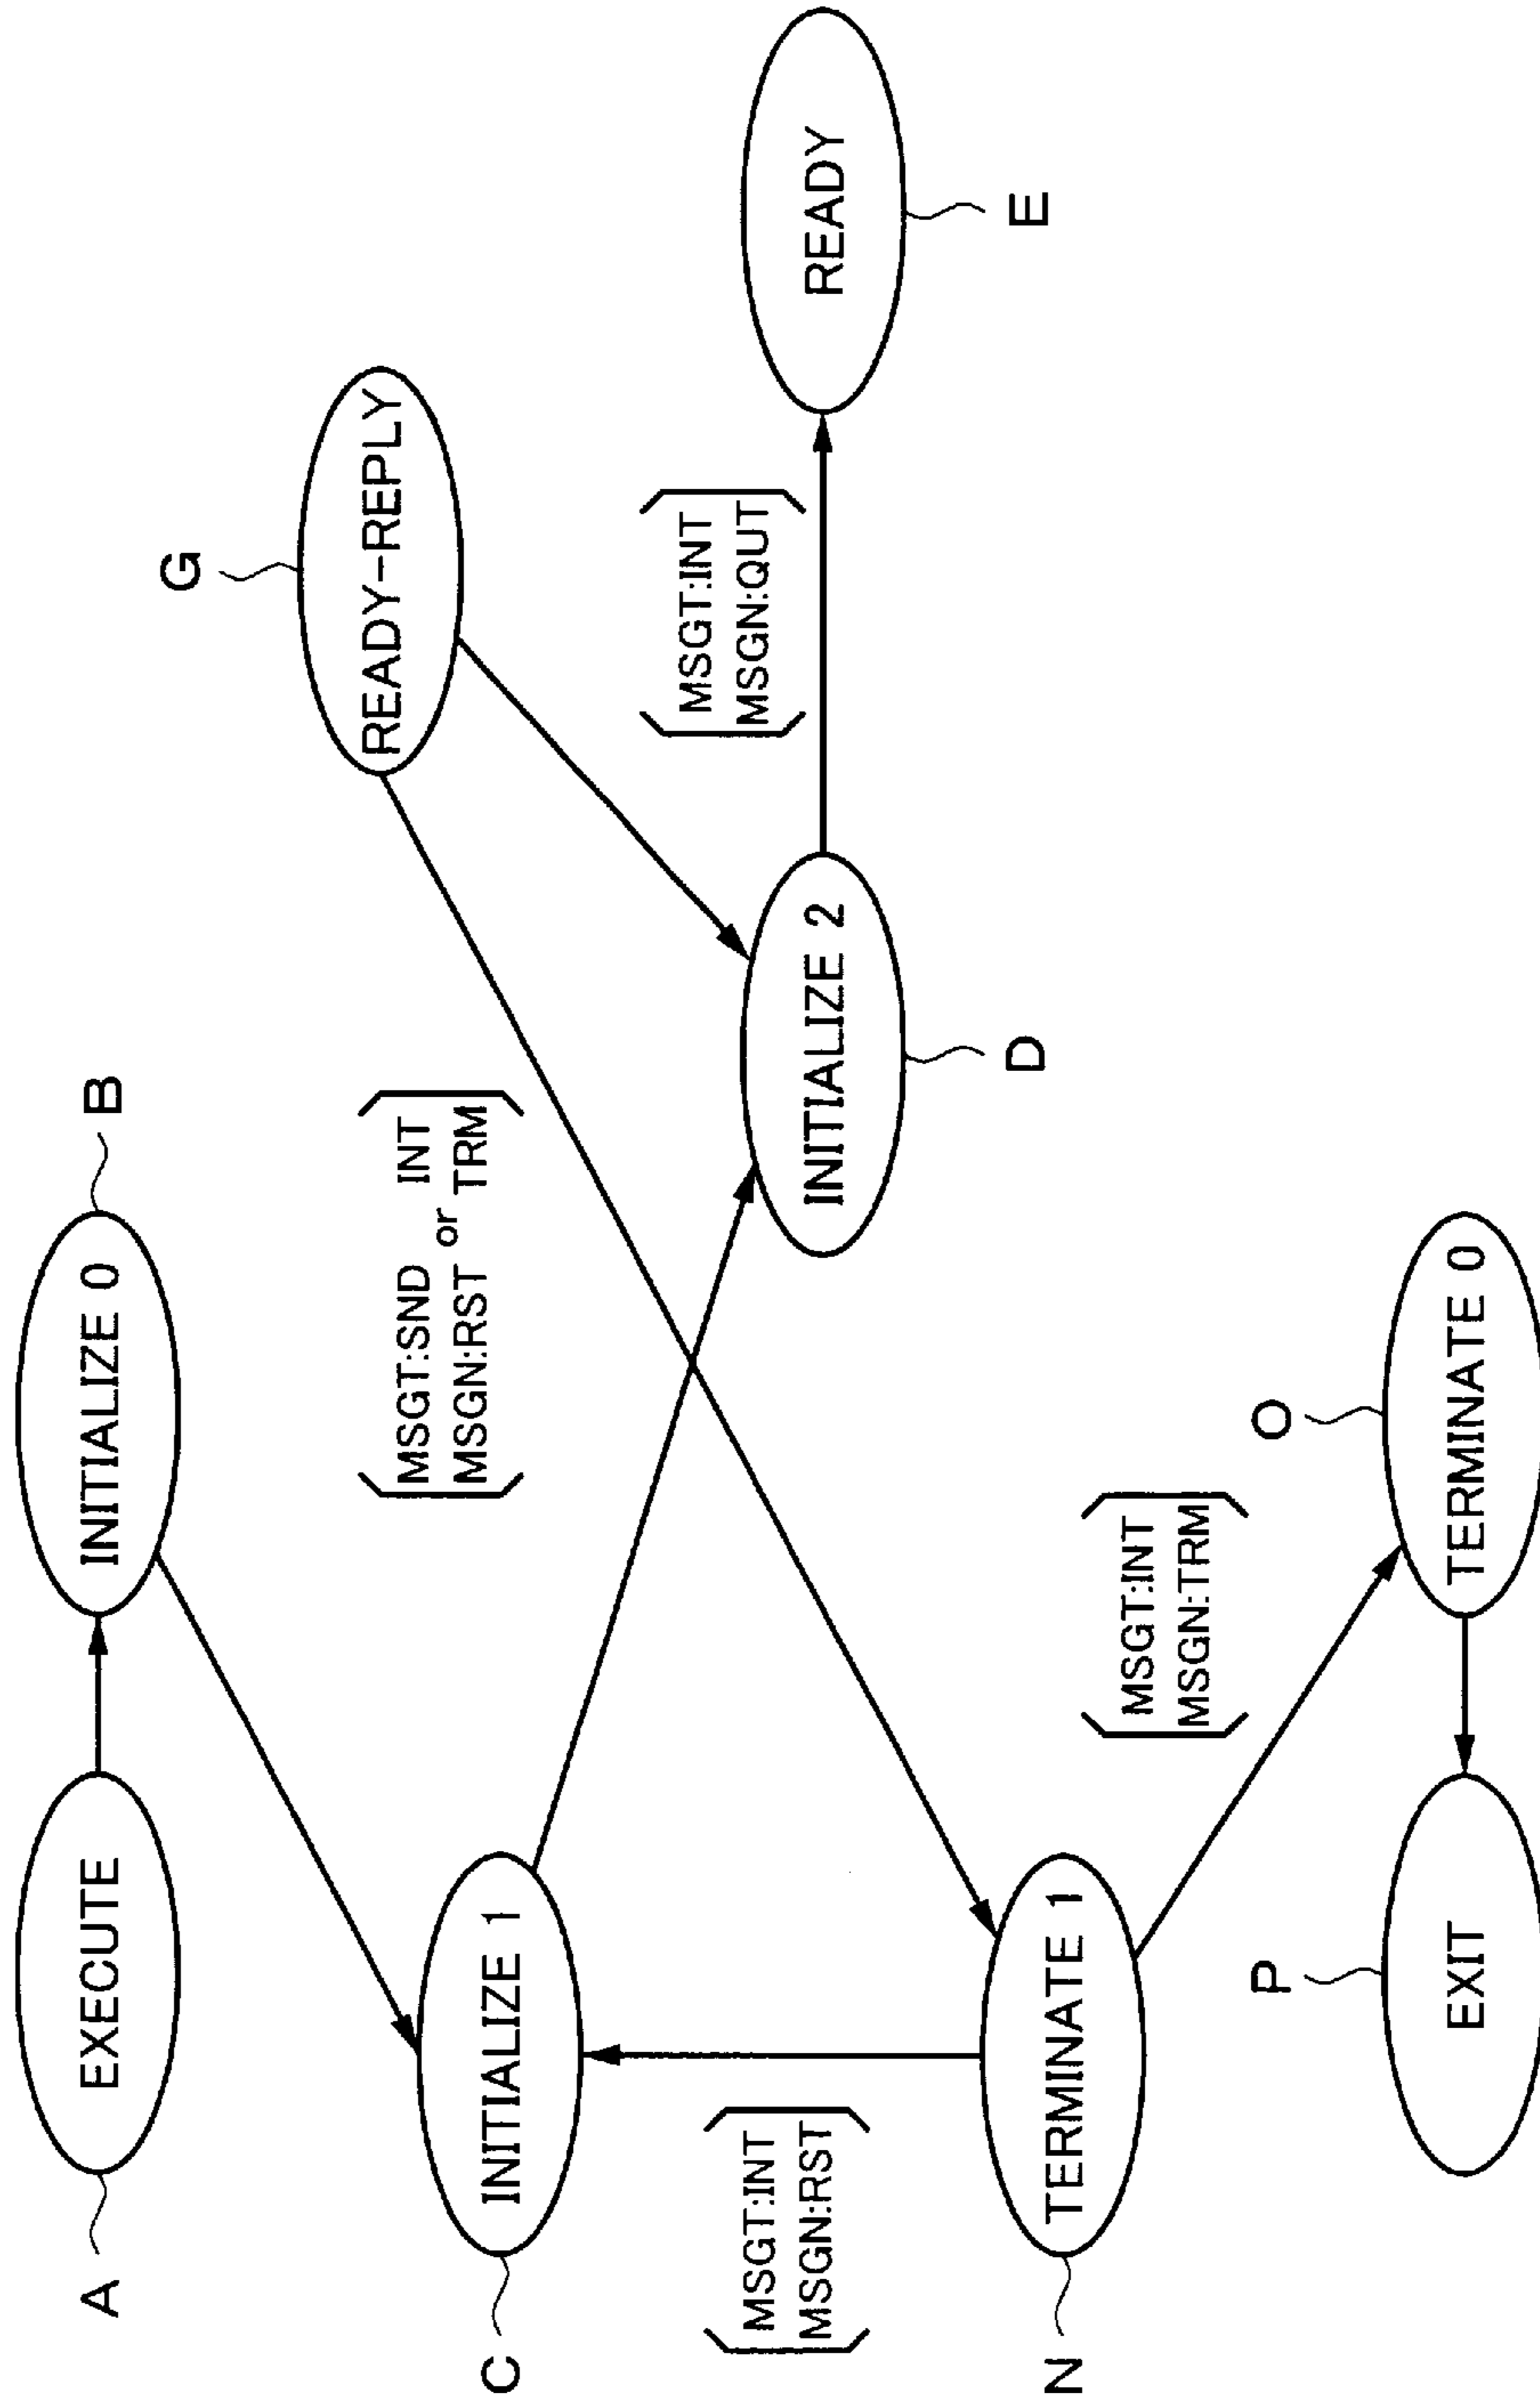 A
EXECUTE
INITIALIZE 0
B
G
READY-REPLY
C
INITIALIZE 1
MSGT:SND INT
or
MSGN:RST TRM
MSGT:INT
MSGN:QUT
MSGT:INT
MSGN:RST
INITIALIZE 2
D
READY
E
N
TERMINATE 1
MSGT:INT
MSGN:TRM
P
EXIT
O
TERMINATE 0